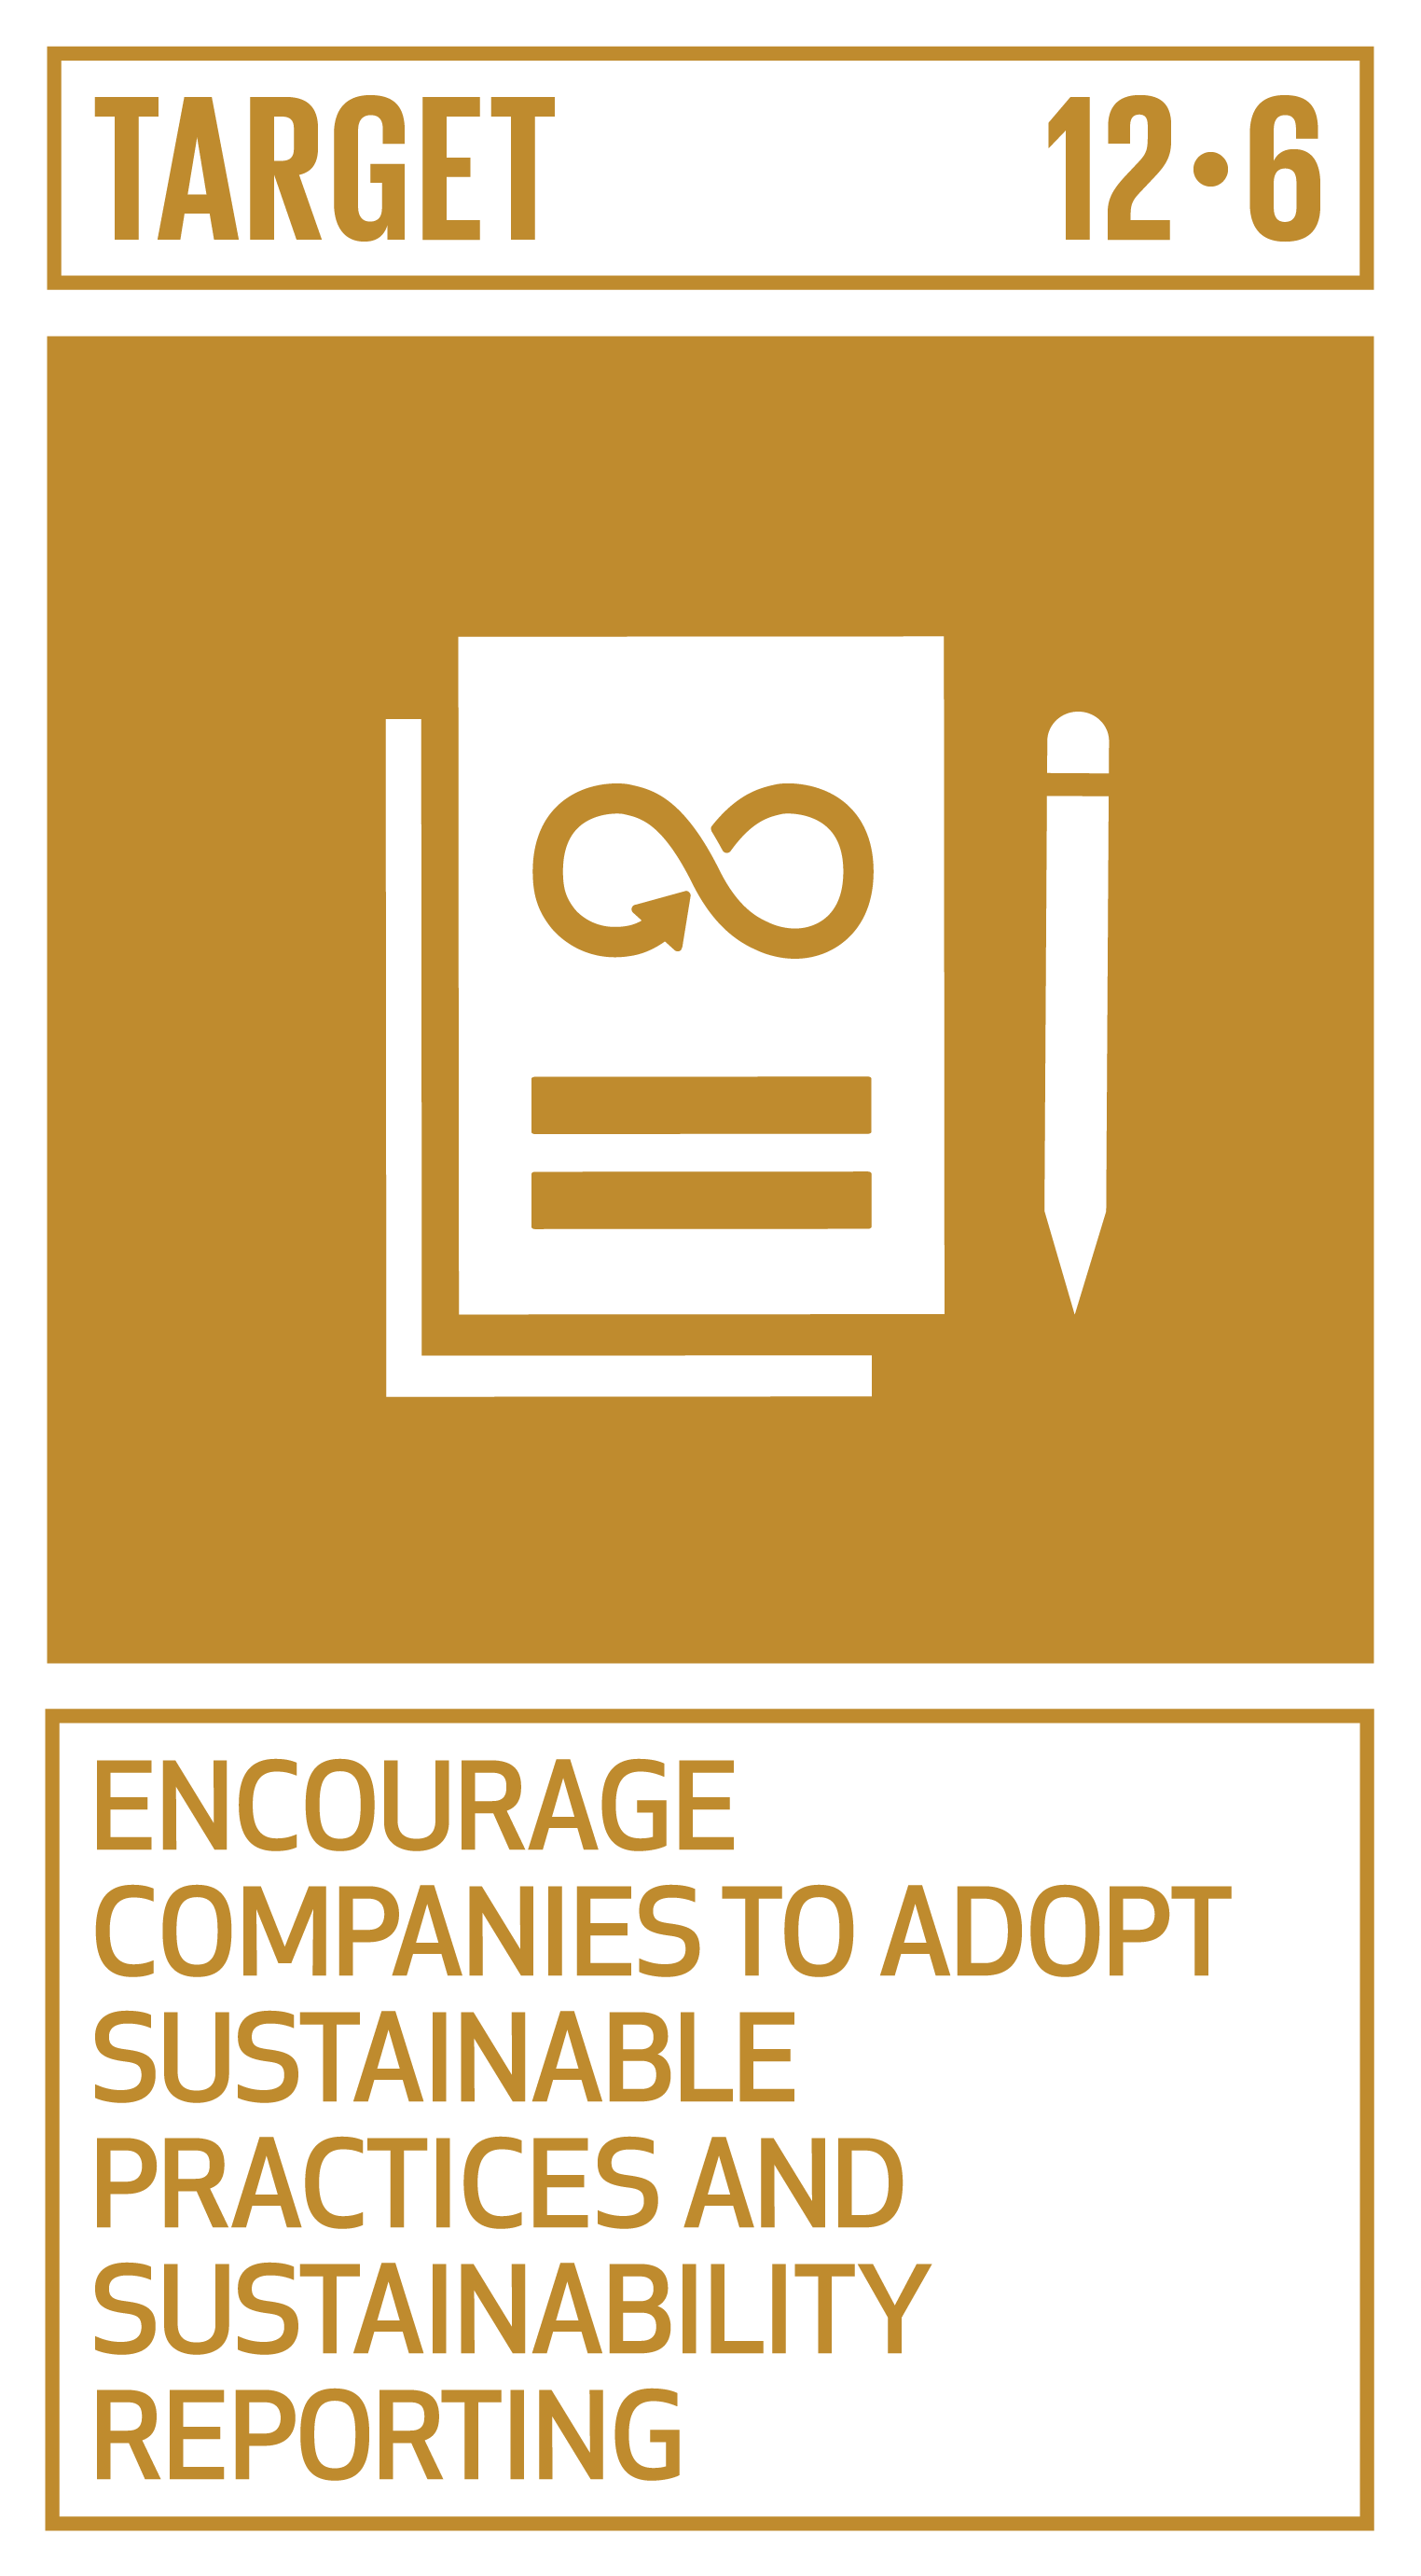 TARGET 12·6
ENCOURAGE
COMPANIES TO ADOPT
SUSTAINABLE
PRACTICES AND
SUSTAINABILITY
REPORTING